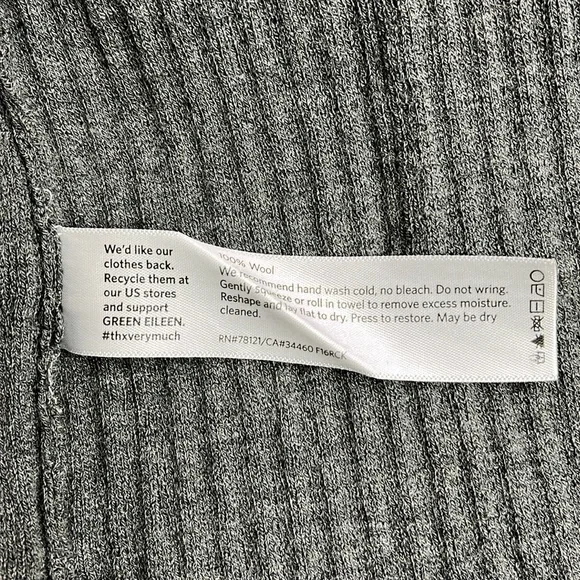 We'd like our
clothes back.
Recycle them at
our US stores
and support
GREEN EILEEN.
#thxverymuch
100% Wool
We recommend hand wash cold, no bleach. Do not wring.
Gently squeeze or roll in towel to remove excess moisture.
Reshape and lay flat to dry. Press to restore. May be dry
cleaned.
RN#78121/CA#34460 F16RCK